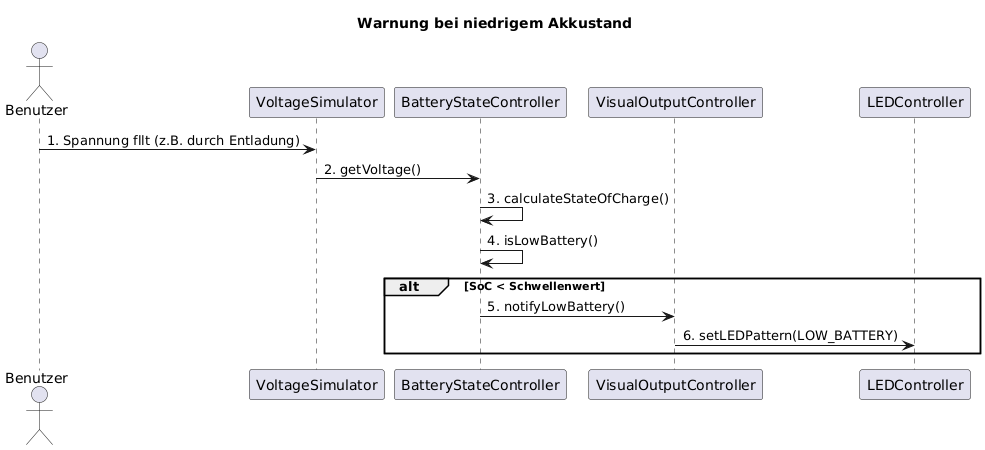 Warnung bei niedrigem Akkustand
Benutzer
VoltageSimulator
BatteryStateController
VisualOutputController
LEDController
1. Spannung fllt (z.B. durch Entladung)
2. getVoltage()
3. calculateStateOfCharge()
4. isLowBattery()
alt
[SoC < Schwellenwert]
5. notifyLowBattery()
6. setLEDPattern(LOW_BATTERY)
Benutzer
VoltageSimulator
BatteryStateController
VisualOutputController
LEDController